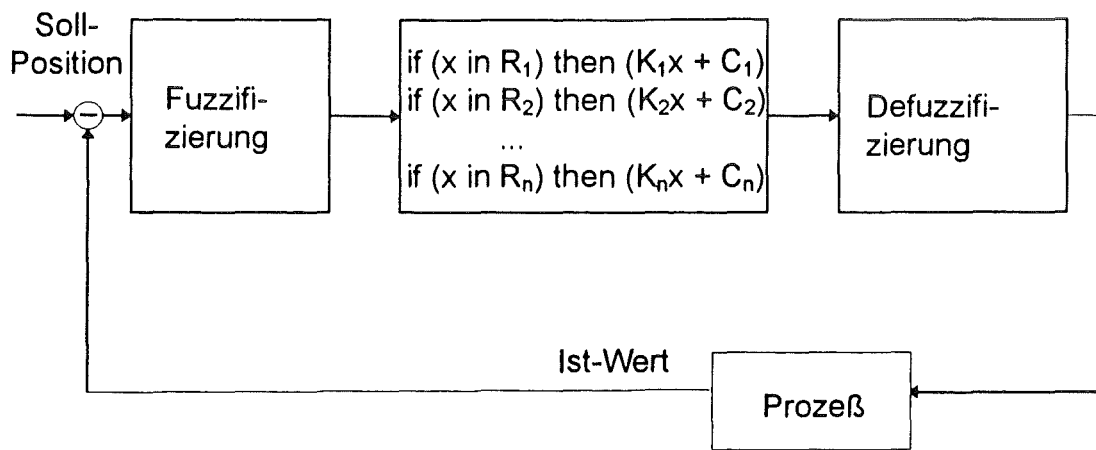 Soll-
Position
−
Fuzzifi-
zierung
if (x in R₁) then (K₁x + C₁)
if (x in R₂) then (K₂x + C₂)
...
if (x in Rₙ) then (Kₙx + Cₙ)
Defuzzifi-
zierung
Ist-Wert
Prozeß